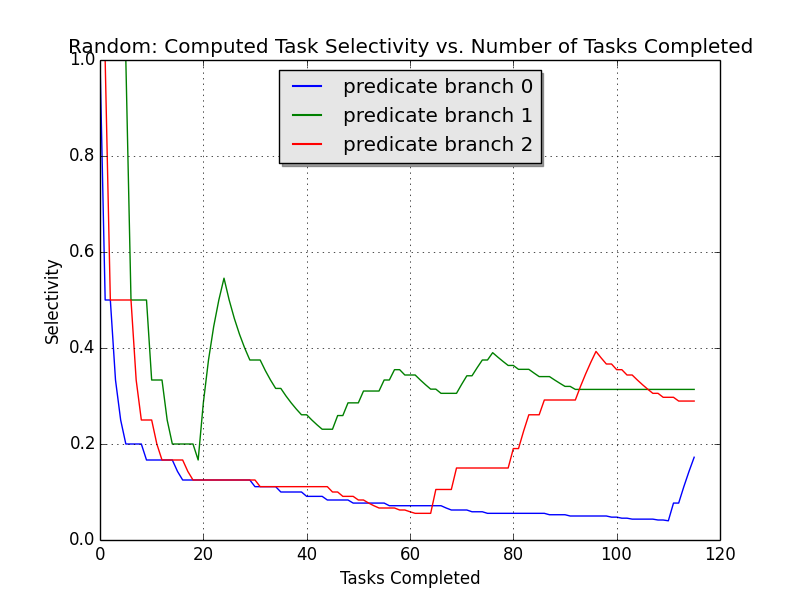 Random: Computed Task Selectivity vs. Number of Tasks Completed
predicate branch 0
predicate branch 1
predicate branch 2
1.0
0.8
0.6
0.4
0.2
0.0
Selectivity
0 20 40 60 80 100 120
Tasks Completed